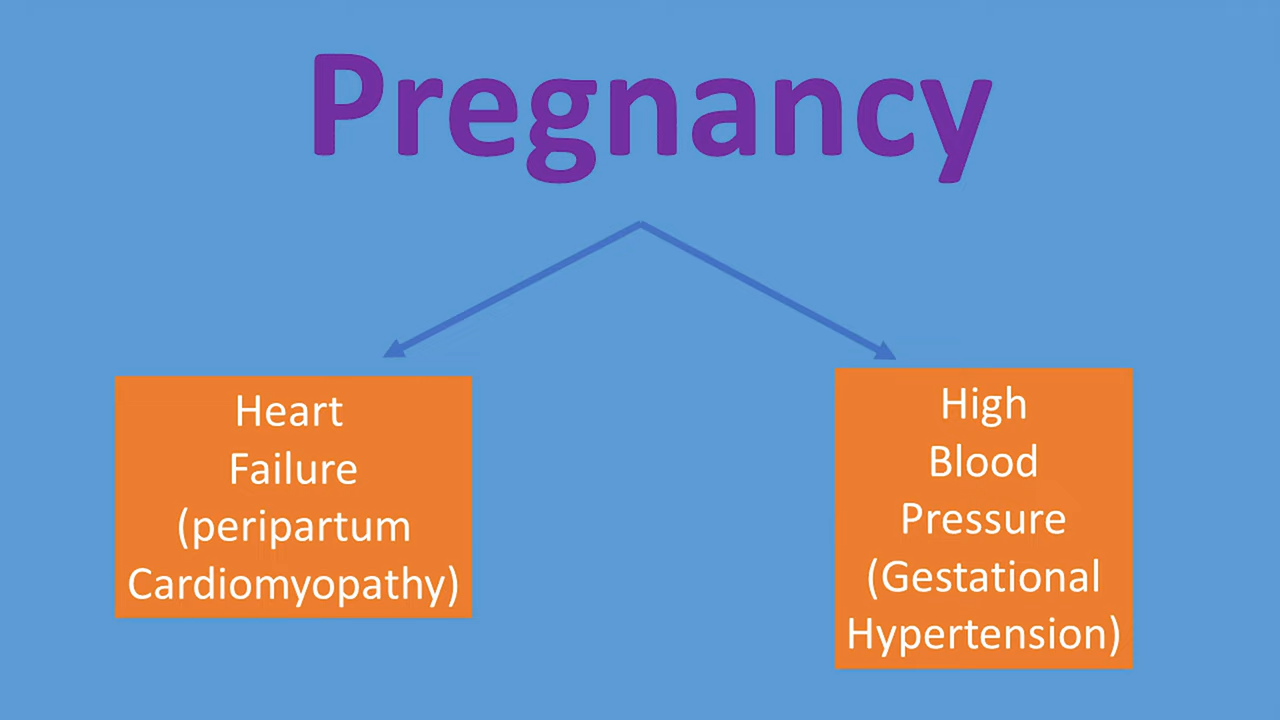 Pregnancy
Heart
Failure
(peripartum
Cardiomyopathy)
High
Blood
Pressure
(Gestational
Hypertension)